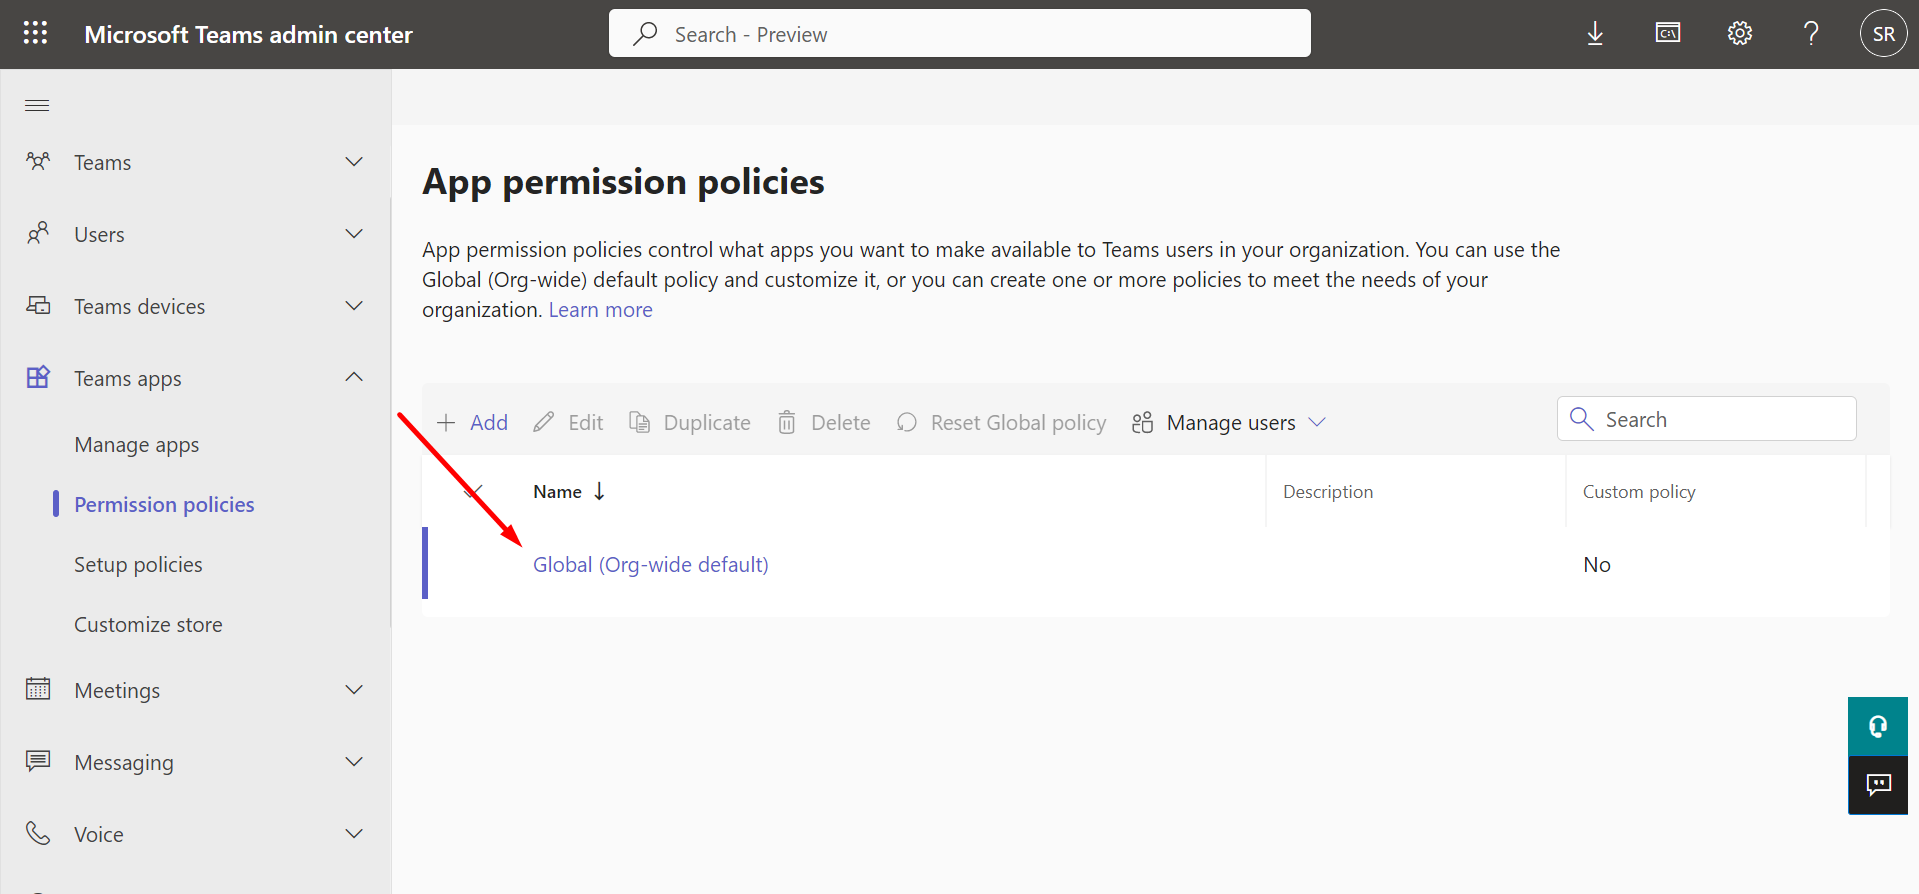 Microsoft Teams admin center
Search - Preview
C:\
SR
Teams
Users
Teams devices
Teams apps
Manage apps
Permission policies
Setup policies
Customize store
Meetings
Messaging
Voice
App permission policies
App permission policies control what apps you want to make available to Teams users in your organization. You can use the
Global (Org-wide) default policy and customize it, or you can create one or more policies to meet the needs of your
organization. Learn more
Add Edit Duplicate Delete Reset Global policy Manage users Search
Name Description Custom policy
Global (Org-wide default) No